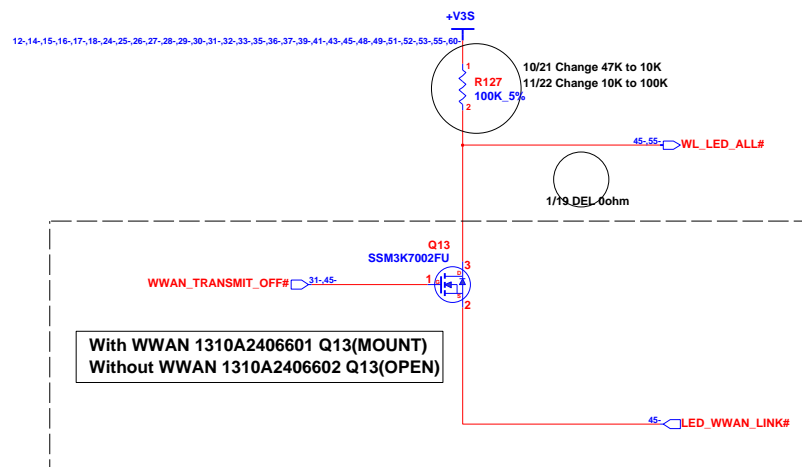 +V3S
12-,14-,15-,16-,17-,18-,24-,25-,26-,27-,28-,29-,30-,31-,32-,33-,35-,36-,37-,39-,41-,43-,45-,48-,49-,51-,52-,53-,55-,60-
1
R127
100K_5%
2
10/21 Change 47K to 10K
11/22 Change 10K to 100K
45-,55-
WL_LED_ALL#
1/19 DEL 0ohm
Q13
SSM3K7002FU
3
D
WWAN_TRANSMIT_OFF#
31-,45-
1
G
S
2
With WWAN 1310A2406601 Q13(MOUNT)
Without WWAN 1310A2406602 Q13(OPEN)
45-
LED_WWAN_LINK#